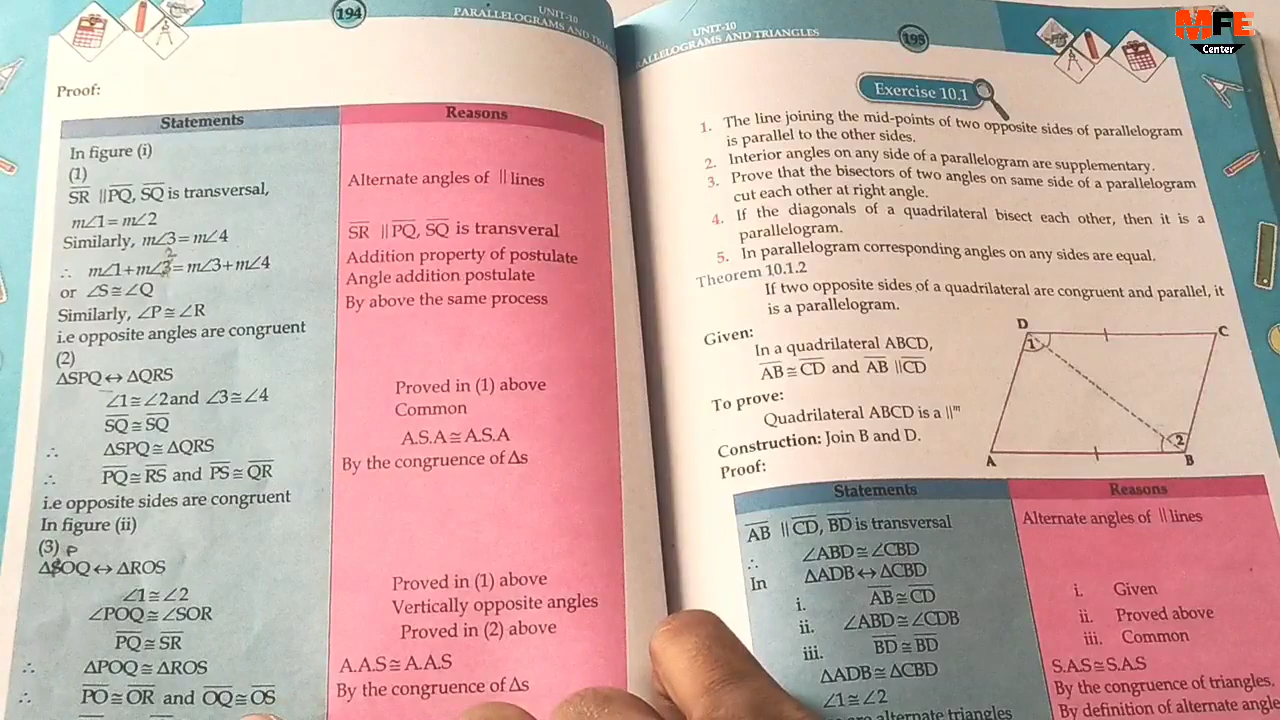 194
UNIT-10
PARALLELOGRAMS AND TRIAN
Proof:
Statements
Reasons
In figure (i)
(1)
SR ||PQ, SQ is transversal,
Alternate angles of || lines
m∠1 = m∠2
Similarly, m∠3 = m∠4
SR || PQ, SQ is transveral
∴ m∠1+m∠3=m∠3+m∠4
2
Addition property of postulate
or ∠S≅∠Q
Angle addition postulate
Similarly, ∠P≅∠R
By above the same process
i.e opposite angles are congruent
(2)
ΔSPQ ↔ ΔQRS
∠1≅∠2and ∠3≅∠4
Proved in (1) above
SQ≅SQ
Common
∴ ΔSPQ≅ΔQRS
A.S.A≅A.S.A
∴ PQ≅RS and PS≅QR
By the congruence of Δs
i.e opposite sides are congruent
In figure (ii)
(3) P
ΔSOQ ↔ ΔROS
∠1≅∠2
Proved in (1) above
∠POQ≅∠SOR
Vertically opposite angles
PQ≅SR
Proved in (2) above
∴ ΔPOQ≅ΔROS
A.A.S≅A.A.S
∴ PO≅OR and OQ≅OS
By the congruence of Δs
UNIT-10
RALLELOGRAMS AND TRIANGLES
195
MFE
Center
Exercise 10.1
1. The line joining the mid-points of two opposite sides of parallelogram
is parallel to the other sides.
2. Interior angles on any side of a parallelogram are supplementary.
3. Prove that the bisectors of two angles on same side of a parallelogram
cut each other at right angle.
4. If the diagonals of a quadrilateral bisect each other, then it is a
parallelogram.
5. In parallelogram corresponding angles on any sides are equal.
Theorem 10.1.2
If two opposite sides of a quadrilateral are congruent and parallel, it
is a parallelogram.
Given:
In a quadrilateral ABCD,
AB≅CD and AB ||CD
To prove:
Quadrilateral ABCD is a ||m
Construction: Join B and D.
Proof:
D
C
1
2
A
B
Statements
Reasons
AB || CD, BD is transversal
Alternate angles of || lines
∴ ∠ABD≅∠CBD
In ΔADB ↔ ΔCBD
i. AB≅CD
i. Given
ii. ∠ABD≅∠CDB
ii. Proved above
iii. BD≅BD
iii. Common
ΔADB≅ΔCBD
S.A.S≅S.A.S
∠1≅∠2
By the congruence of triangles.
are alternate triangles
By definition of alternate angle